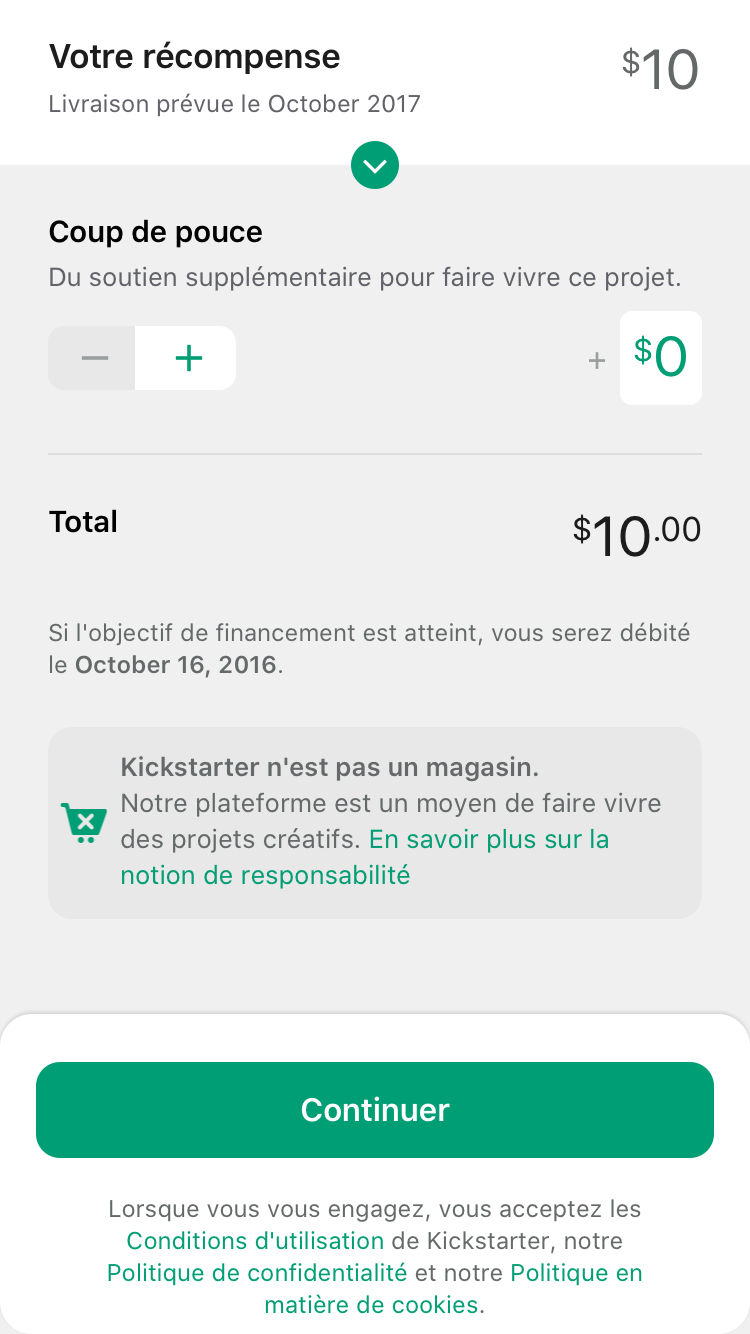 Votre récompense
$10
Livraison prévue le October 2017
Coup de pouce
Du soutien supplémentaire pour faire vivre ce projet.
− +
+ $0
Total
$10.00
Si l'objectif de financement est atteint, vous serez débité
le October 16, 2016.
Kickstarter n'est pas un magasin.
Notre plateforme est un moyen de faire vivre
des projets créatifs. En savoir plus sur la
notion de responsabilité
Continuer
Lorsque vous vous engagez, vous acceptez les
Conditions d'utilisation de Kickstarter, notre
Politique de confidentialité et notre Politique en
matière de cookies.